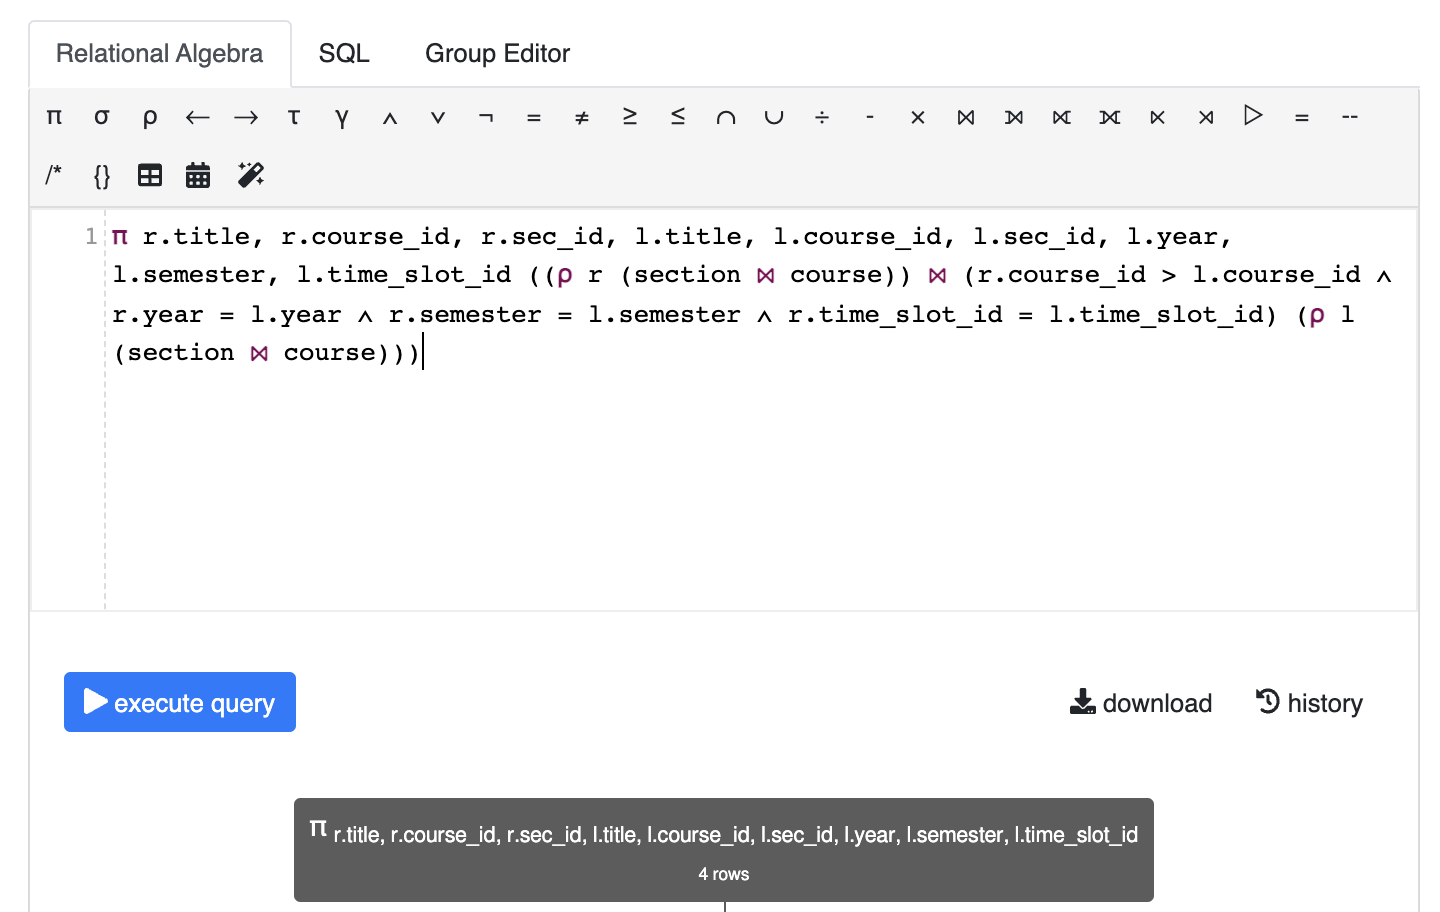 Relational Algebra SQL Group Editor
π σ ρ ← → τ γ ∧ ∨ ¬ = ≠ ≥ ≤ ∩ ∪ ÷ - × ⋈ ⟕ ⟖ ⟗ ⋉ ⋊ ▷ = --
/* {}
1 π r.title, r.course_id, r.sec_id, l.title, l.course_id, l.sec_id, l.year,
l.semester, l.time_slot_id ((ρ r (section ⋈ course)) ⋈ (r.course_id > l.course_id ∧
r.year = l.year ∧ r.semester = l.semester ∧ r.time_slot_id = l.time_slot_id) (ρ l
(section ⋈ course)))
execute query download history
π r.title, r.course_id, r.sec_id, l.title, l.course_id, l.sec_id, l.year, l.semester, l.time_slot_id
4 rows